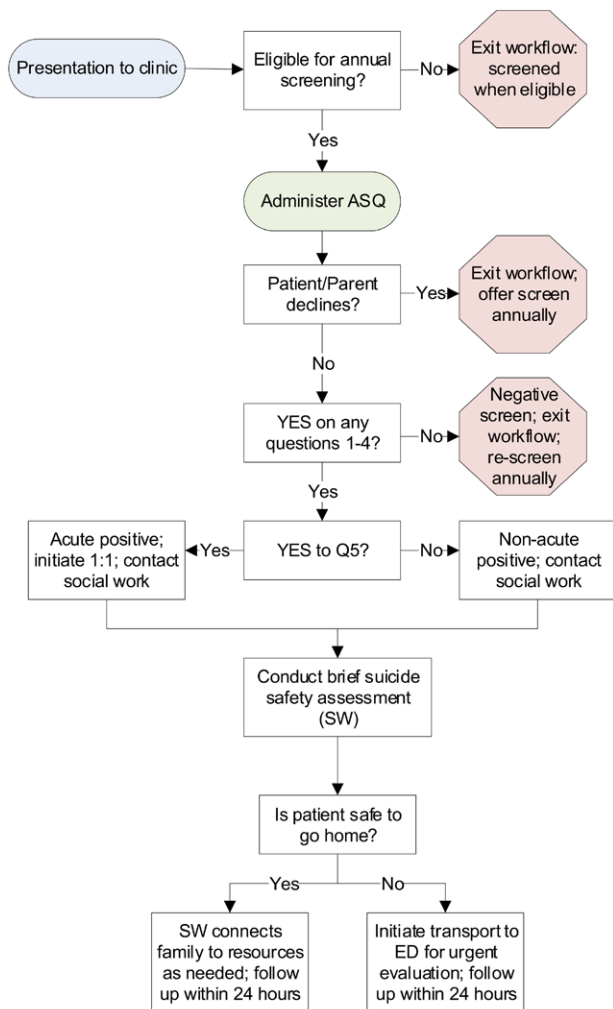 Presentation to clinic
Eligible for annual
screening?
No
Exit workflow:
screened
when eligible
Yes
Administer ASQ
Patient/Parent
declines?
Yes
Exit workflow;
offer screen
annually
No
YES on any
questions 1-4?
No
Negative
screen; exit
workflow;
re-screen
annually
Yes
Acute positive;
initiate 1:1; contact
social work
Yes
YES to Q5?
No
Non-acute
positive; contact
social work
Conduct brief suicide
safety assessment
(SW)
Is patient safe to
go home?
Yes
No
SW connects
family to resources
as needed; follow
up within 24 hours
Initiate transport to
ED for urgent
evaluation; follow
up within 24 hours